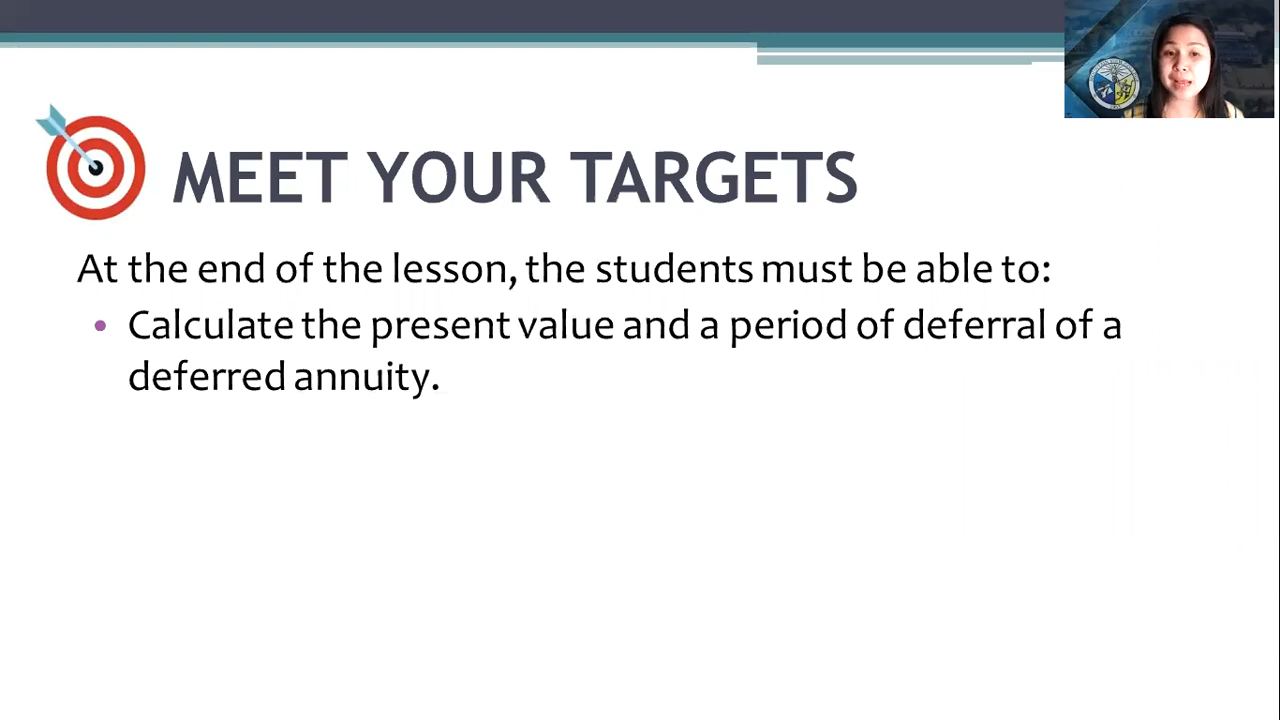 MEET YOUR TARGETS
At the end of the lesson, the students must be able to:
• Calculate the present value and a period of deferral of a
deferred annuity.